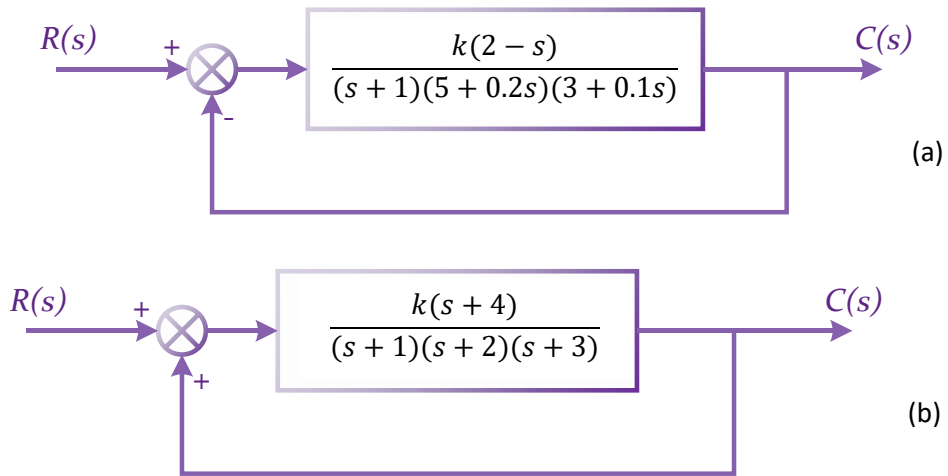 R(s)
+
k(2 − s)
(s + 1)(5 + 0.2s)(3 + 0.1s)
C(s)
-
(a)
R(s)
+
k(s + 4)
(s + 1)(s + 2)(s + 3)
C(s)
+
(b)